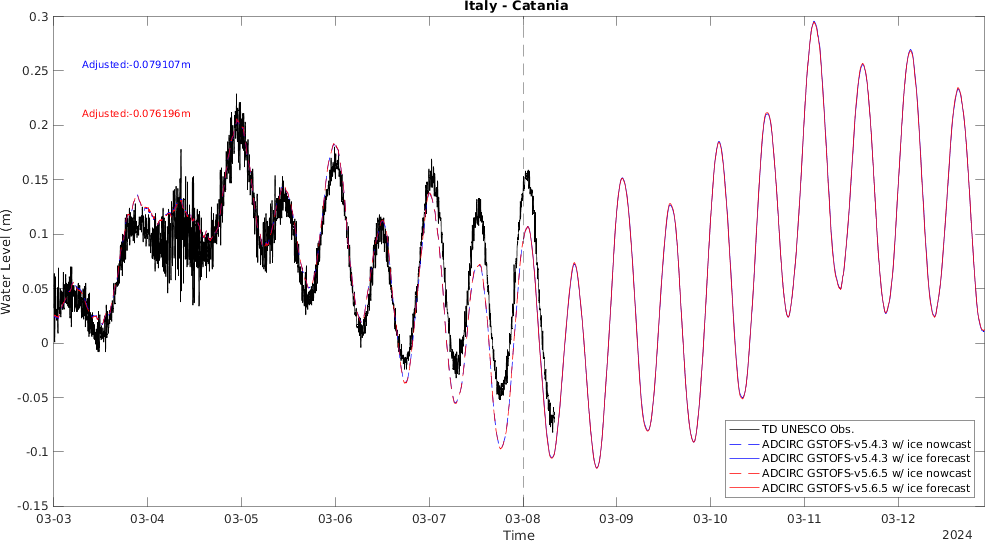 Italy - Catania
Adjusted:-0.079107m
Adjusted:-0.076196m
Water Level (m)
0.3
0.25
0.2
0.15
0.1
0.05
0
-0.05
-0.1
-0.15
TD UNESCO Obs.
ADCIRC GSTOFS-v5.4.3 w/ ice nowcast
ADCIRC GSTOFS-v5.4.3 w/ ice forecast
ADCIRC GSTOFS-v5.6.5 w/ ice nowcast
ADCIRC GSTOFS-v5.6.5 w/ ice forecast
03-03 03-04 03-05 03-06 03-07 03-08 03-09 03-10 03-11 03-12
Time
2024